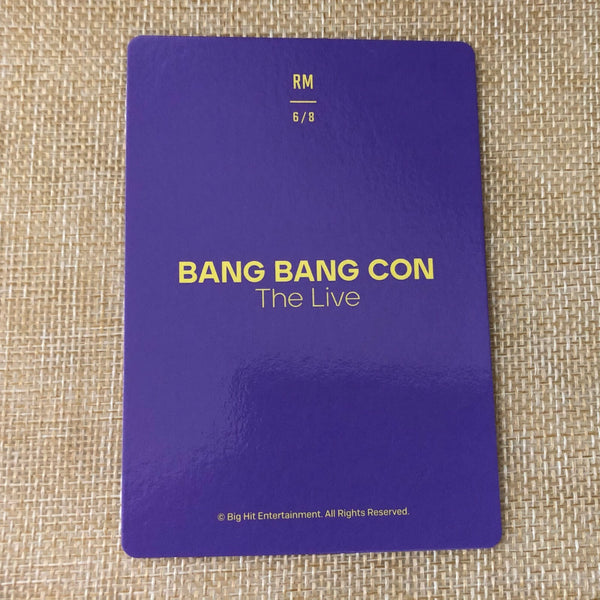 RM
6/8
BANG BANG CON
The Live
© Big Hit Entertainment. All Rights Reserved.